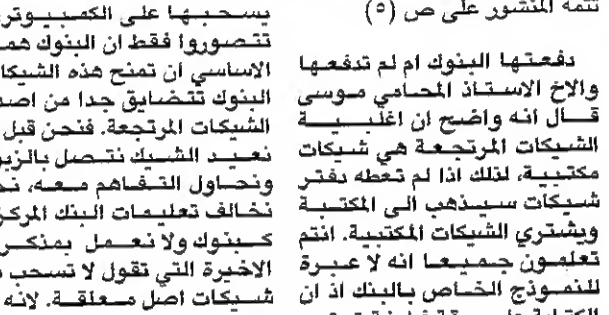 تتمه المنشور على ص (٥)
دفعتها البنوك ام لم تدفعها
والاخ الاستاذ المحامي موسى
قال انه واضح ان اغلبية
الشيكات المرتجعة هي شيكات
مكتبية، لذلك اذا لم تعطه دفتر
شيكات سيذهب الى المكتبة
ويشتري الشيكات المكتبية. انتم
تعلمون جميعا انه لا عبرة
للنموذج الخاص بالبنك اذ ان
يسحبها على الكمبيوتر
تتصوروا فقط ان البنوك همـ
الاساسي ان تمنح هذه الشيكا
البنوك تتضايق جدا من اصد
الشيكات المرتجعة. فنحن قبل
نعيد الشيك نتصل بالزبو
ونحاول التفاهم معه، نحـ
نخالف تعليمات البنك المركز
كبنوك ولا نعمل بمذكر
الاخيرة التي تقول لا تسحب
شيكات اصل معلقة. لانه